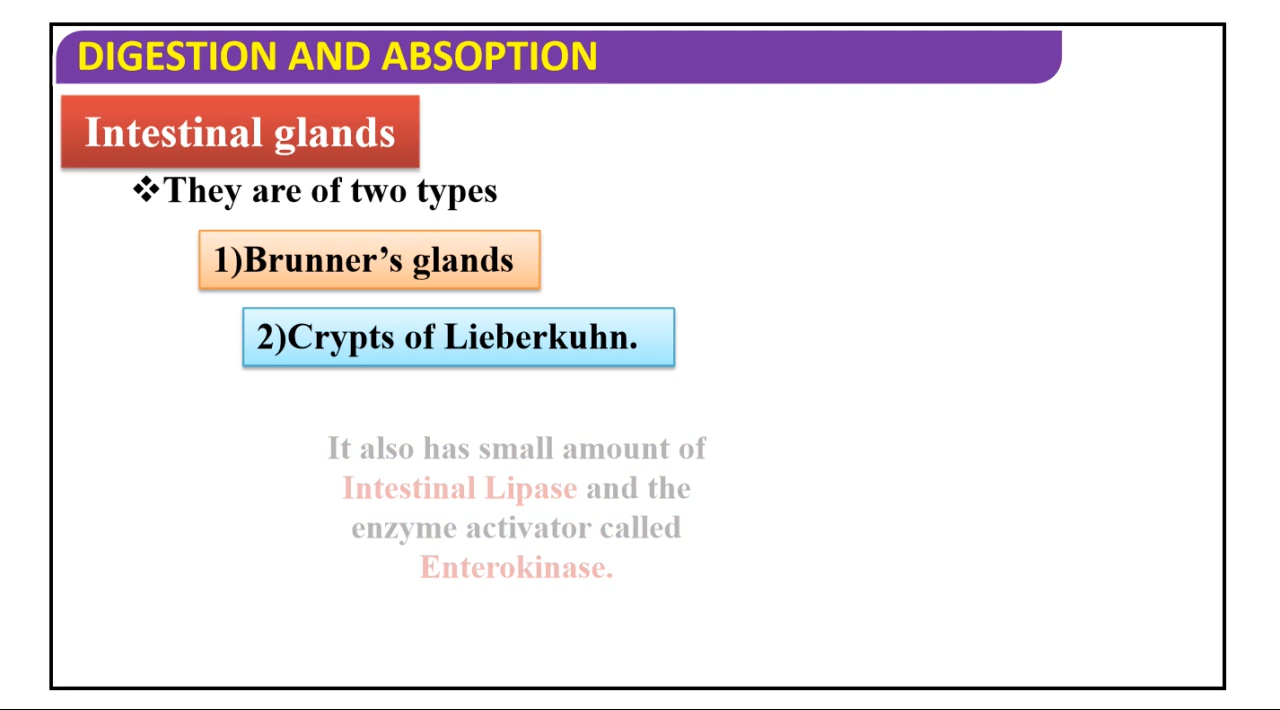 DIGESTION AND ABSOPTION
Intestinal glands
❖They are of two types
1)Brunner’s glands
2)Crypts of Lieberkuhn.
It also has small amount of
Intestinal Lipase and the
enzyme activator called
Enterokinase.